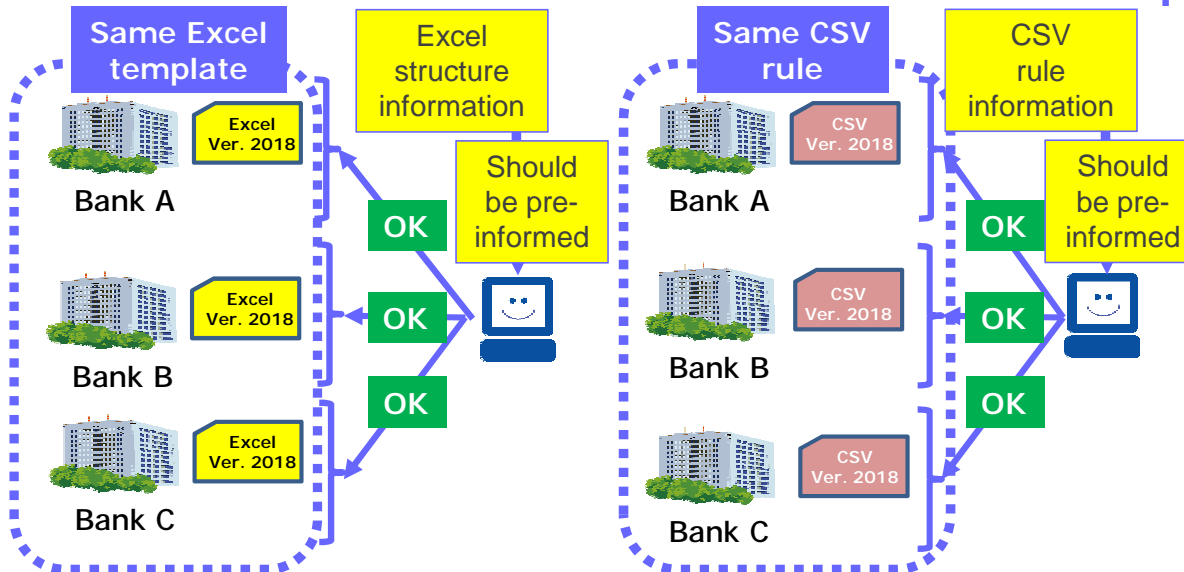 Same Excel
template
Excel
structure
information
Should
be pre-
informed
Excel
Ver. 2018
Bank A
OK
Excel
Ver. 2018
Bank B
OK
Excel
Ver. 2018
Bank C
OK
Same CSV
rule
CSV
rule
information
Should
be pre-
informed
CSV
Ver. 2018
Bank A
OK
CSV
Ver. 2018
Bank B
OK
CSV
Ver. 2018
Bank C
OK